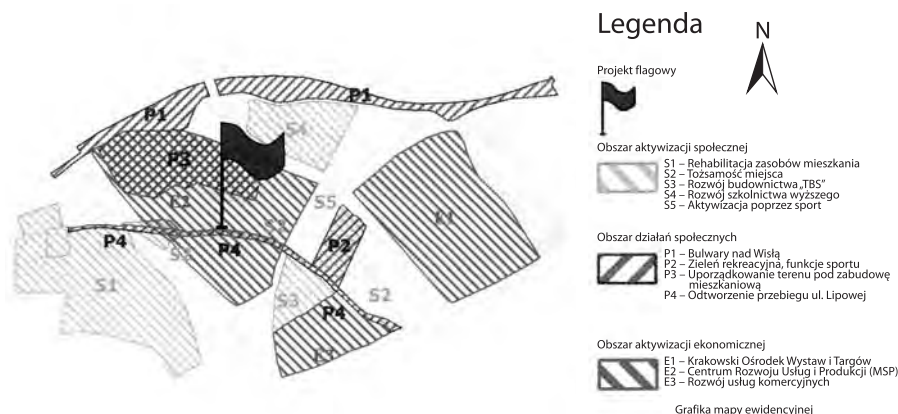 Legenda
N
Projekt flagowy
Obszar aktywizacji społecznej
S1 – Rehabilitacja zasobów mieszkania
S2 – Tożsamość miejsca
S3 – Rozwój budownictwa „TBS”
S4 – Rozwój szkolnictwa wyższego
S5 – Aktywizacja poprzez sport
Obszar działań społecznych
P1 – Bulwary nad Wisłą
P2 – Zieleń rekreacyjna, funkcje sportu
P3 – Uporządkowanie terenu pod zabudowę
mieszkaniową
P4 – Odtworzenie przebiegu ul. Lipowej
Obszar aktywizacji ekonomicznej
E1 – Krakowski Ośrodek Wystaw i Targów
E2 – Centrum Rozwoju Usług i Produkcji (MSP)
E3 – Rozwój usług komercyjnych
Grafika mapy ewidencyjnej
P1
P1
S4
P3
E2
S5
E1
S2
P4
P4
P2
S2
S1
S3
S2
P4
E3